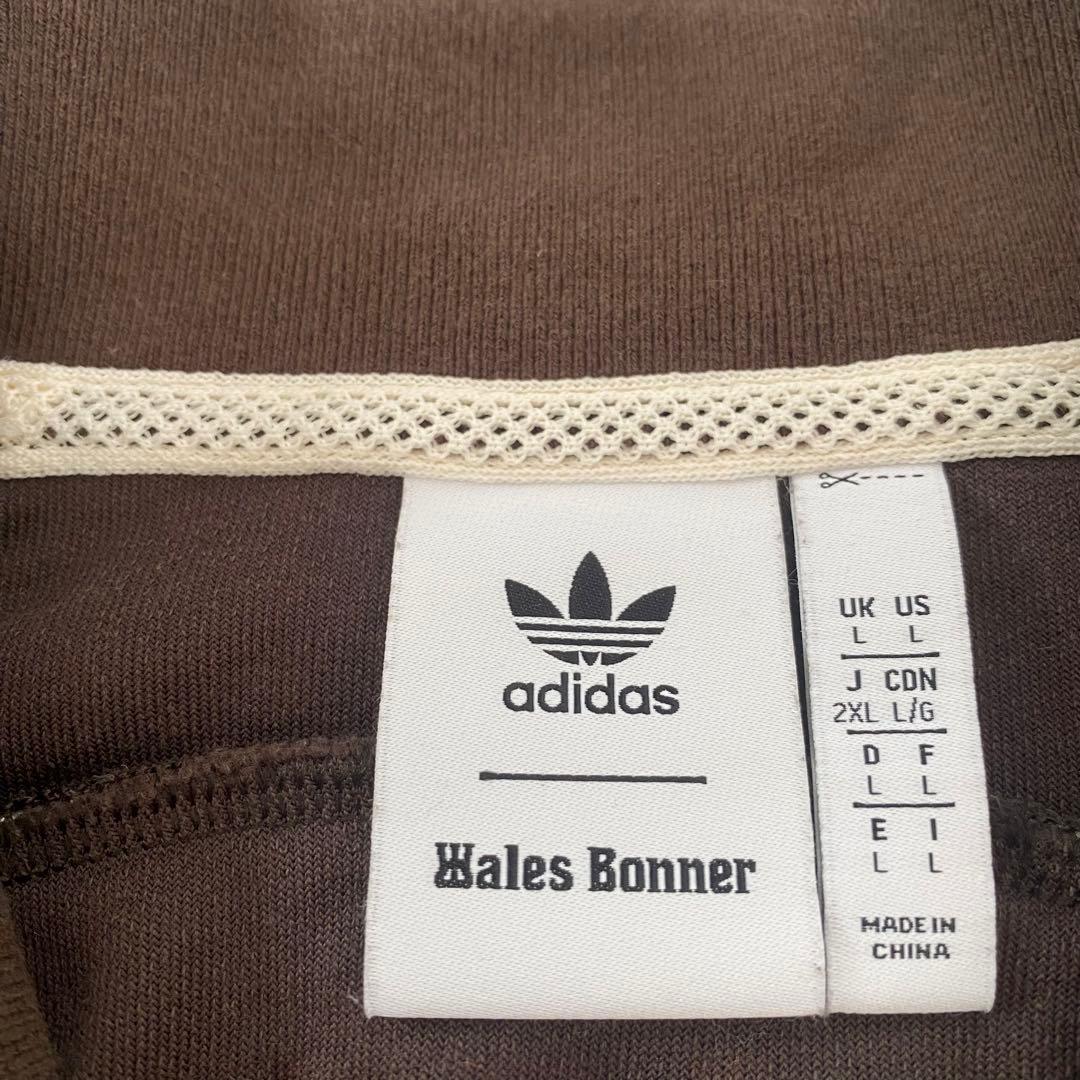 adidas
Wales Bonner
UK US
L L
J CDN
2XL L/G
D F
L L
E I
L L
MADE IN
CHINA